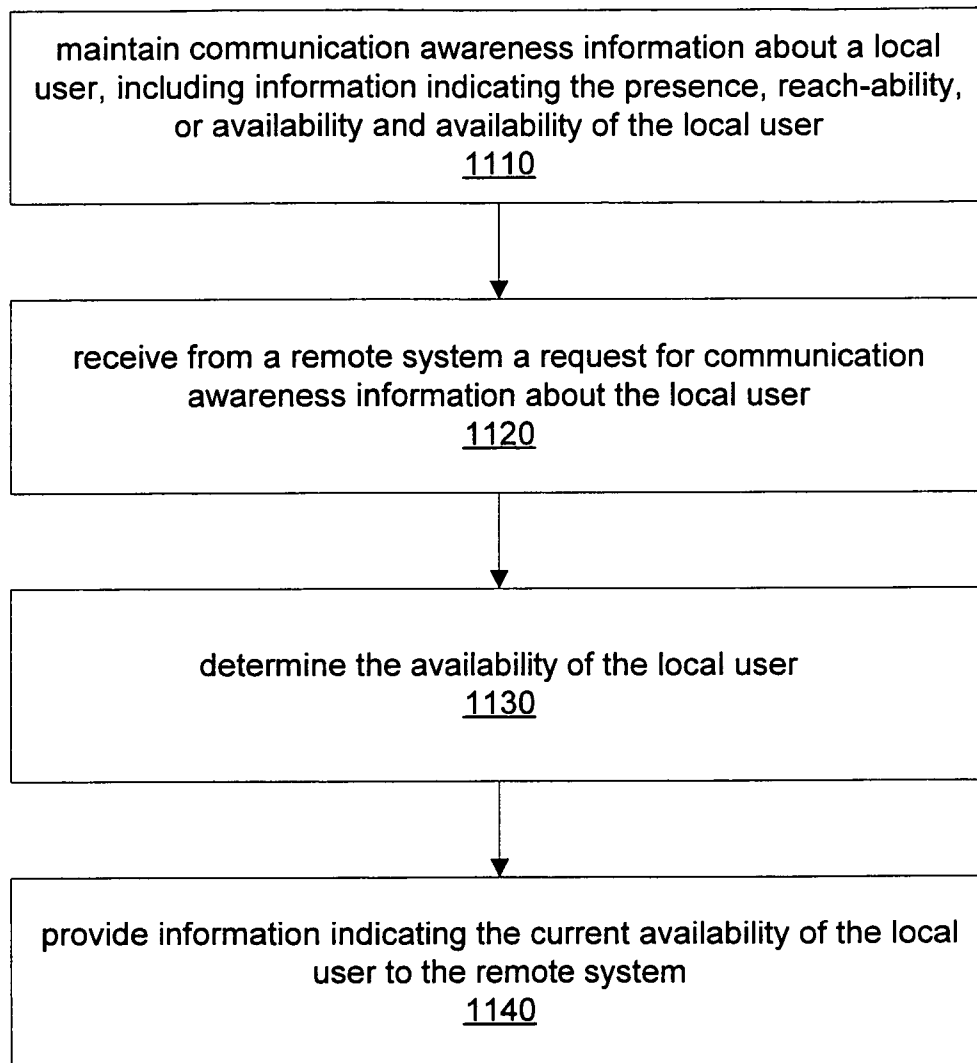 maintain communication awareness information about a local
user, including information indicating the presence, reach-ability,
or availability and availability of the local user
1110
receive from a remote system a request for communication
awareness information about the local user
1120
determine the availability of the local user
1130
provide information indicating the current availability of the local
user to the remote system
1140